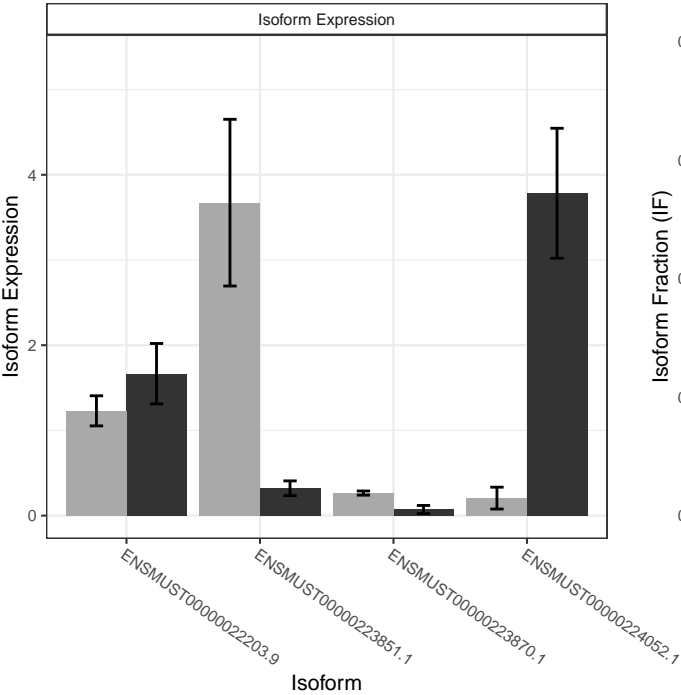 Isoform Expression
Isoform Expression
4
2
0
ENSMUST00000022203.9
ENSMUST00000223851.1
ENSMUST00000223870.1
ENSMUST00000224052.1
Isoform
Isoform Fraction (IF)